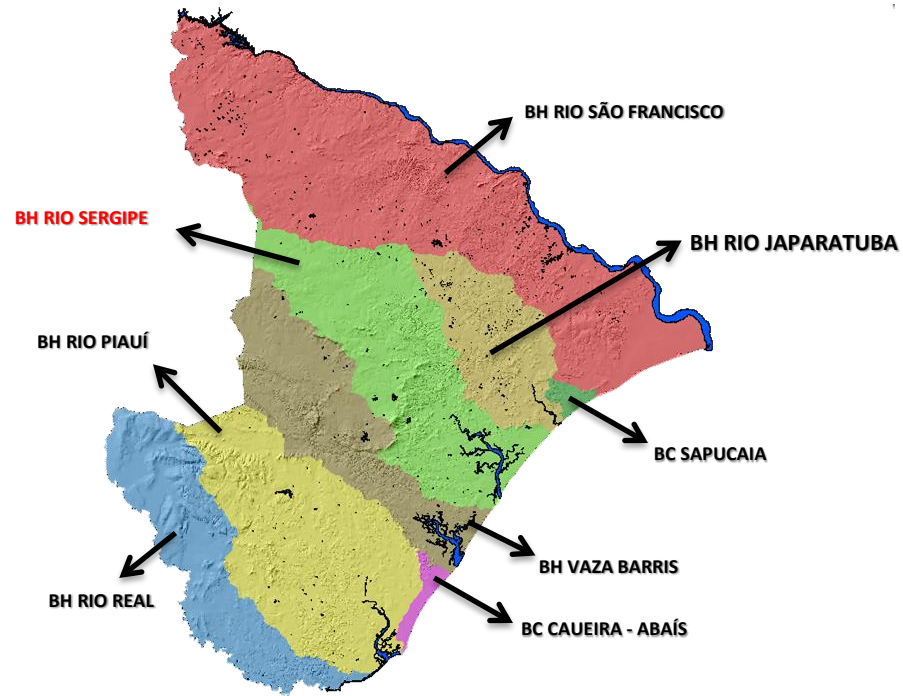 BH RIO SÃO FRANCISCO
BH RIO SERGIPE
BH RIO JAPARATUBA
BH RIO PIAUÍ
BC SAPUCAIA
BH VAZA BARRIS
BH RIO REAL
BC CAUEIRA - ABAÍS